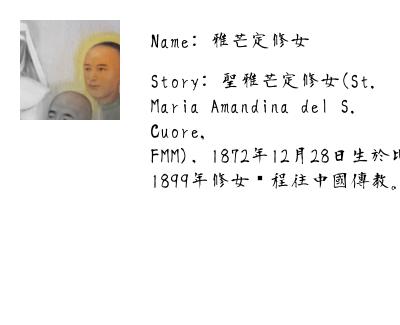 Name: 雅芒定修女
Story: 聖雅芒定修女(St.
Maria Amandina del S.
Cuore,
FMM), 1872年12月28日生於比
1899年修女 程往中國傳教。